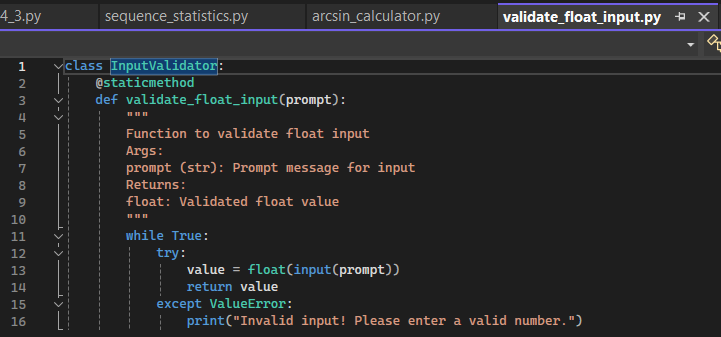 4_3.py sequence_statistics.py arcsin_calculator.py validate_float_input.py
1 class InputValidator:
2 @staticmethod
3 def validate_float_input(prompt):
4 """
5 Function to validate float input
6 Args:
7 prompt (str): Prompt message for input
8 Returns:
9 float: Validated float value
10 """
11 while True:
12 try:
13 value = float(input(prompt))
14 return value
15 except ValueError:
16 print("Invalid input! Please enter a valid number.")